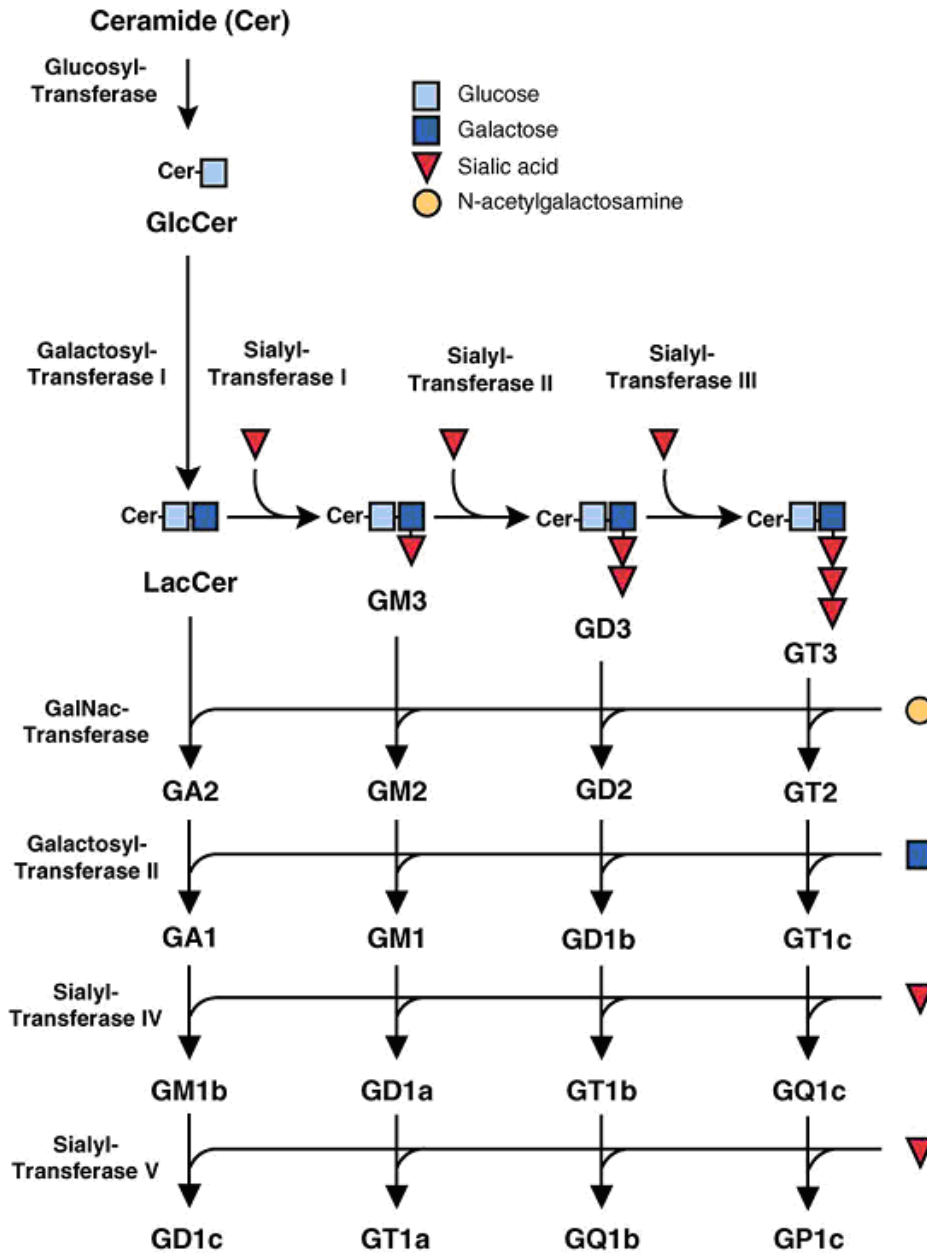 Ceramide (Cer)
Glucosyl-
Transferase
Glucose
Galactose
Sialic acid
N-acetylgalactosamine
Cer-
GlcCer
Galactosyl-
Transferase I
Sialyl-
Transferase I
Sialyl-
Transferase II
Sialyl-
Transferase III
Cer-
Cer-
Cer-
Cer-
LacCer
GM3
GD3
GT3
GalNac-
Transferase
GA2
GM2
GD2
GT2
Galactosyl-
Transferase II
GA1
GM1
GD1b
GT1c
Sialyl-
Transferase IV
GM1b
GD1a
GT1b
GQ1c
Sialyl-
Transferase V
GD1c
GT1a
GQ1b
GP1c